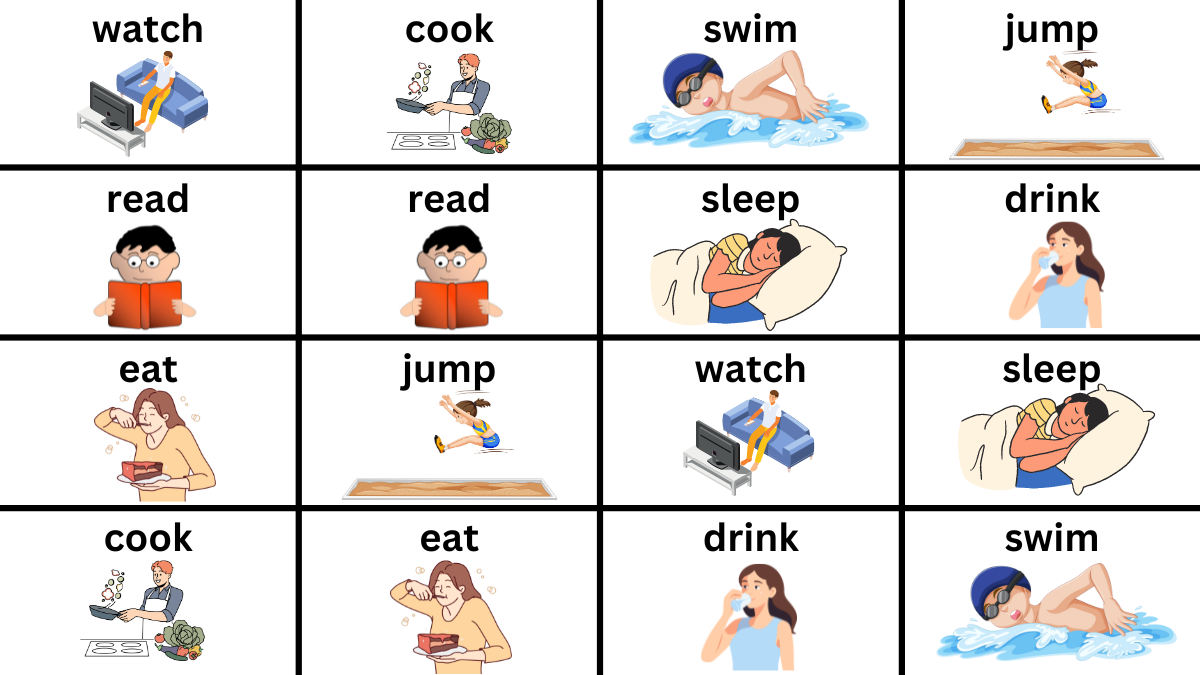 watch
cook
swim
jump
read
read
sleep
drink
eat
jump
watch
sleep
cook
eat
drink
swim